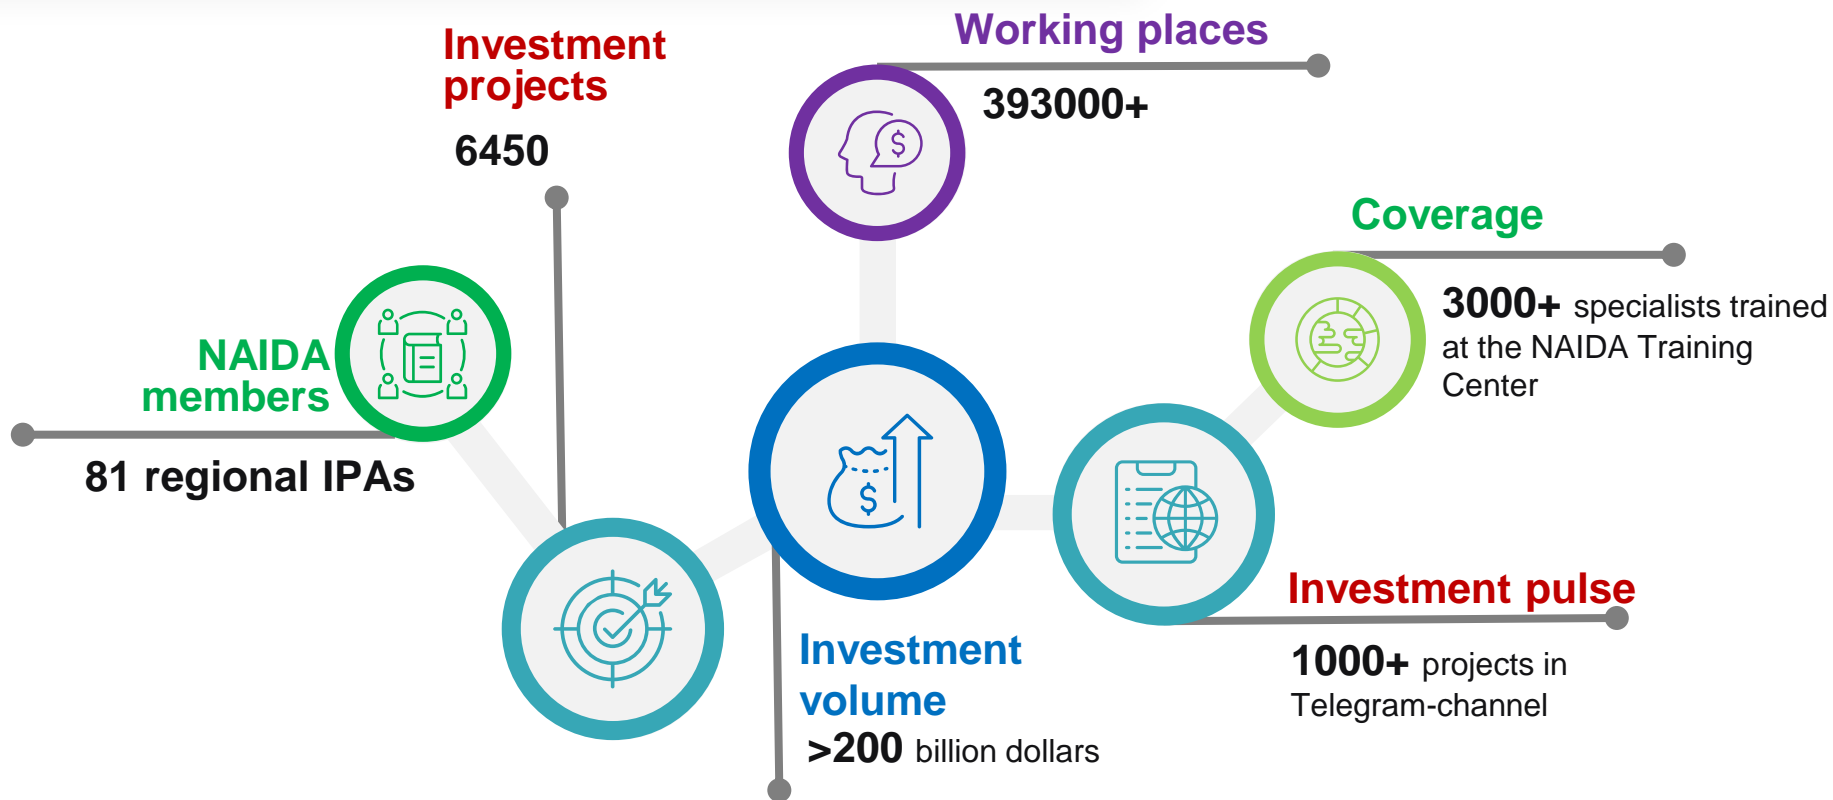 Investment
projects
6450
Working places
393000+
NAIDA
members
81 regional IPAs
Coverage
3000+ specialists trained
at the NAIDA Training
Center
Investment
volume
>200 billion dollars
Investment pulse
1000+ projects in
Telegram-channel